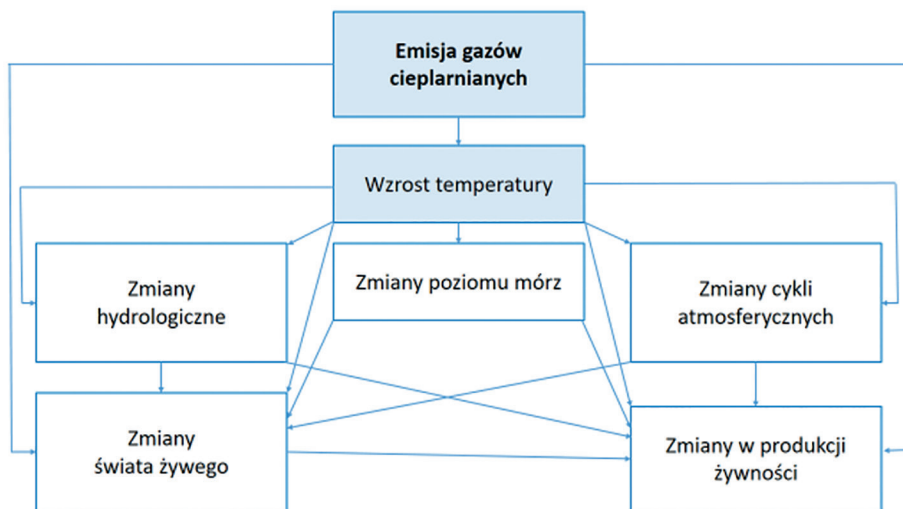 Emisja gazów
cieplarnianych
Wzrost temperatury
Zmiany
hydrologiczne
Zmiany poziomu mórz
Zmiany cykli
atmosferycznych
Zmiany
świata żywego
Zmiany w produkcji
żywności